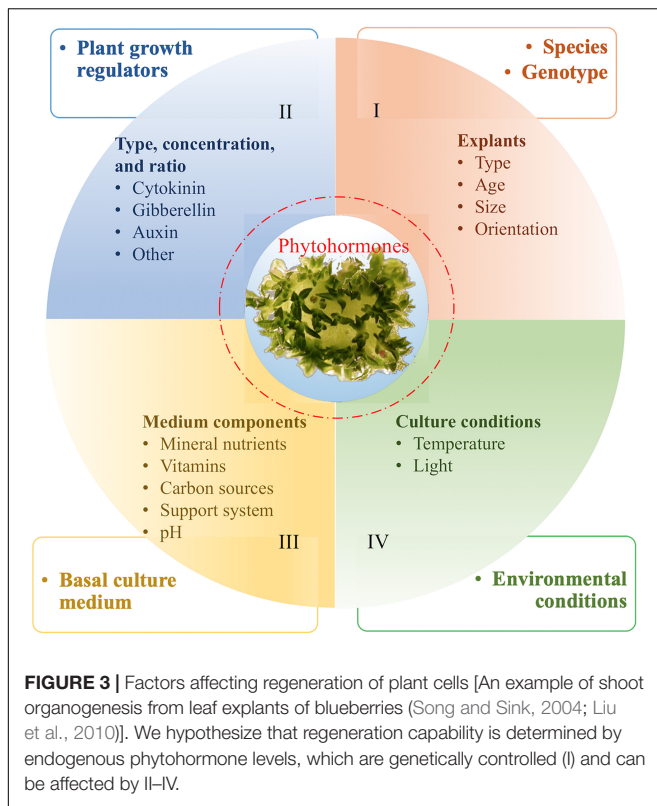 • Plant growth
regulators
• Species
• Genotype
II
I
Type, concentration,
and ratio
• Cytokinin
• Gibberellin
• Auxin
• Other
Explants
• Type
• Age
• Size
• Orientation
Phytohormones
Medium components
• Mineral nutrients
• Vitamins
• Carbon sources
• Support system
• pH
Culture conditions
• Temperature
• Light
III
IV
• Basal culture
medium
• Environmental
conditions
FIGURE 3 | Factors affecting regeneration of plant cells [An example of shoot
organogenesis from leaf explants of blueberries (Song and Sink, 2004; Liu
et al., 2010)]. We hypothesize that regeneration capability is determined by
endogenous phytohormone levels, which are genetically controlled (I) and can
be affected by II–IV.